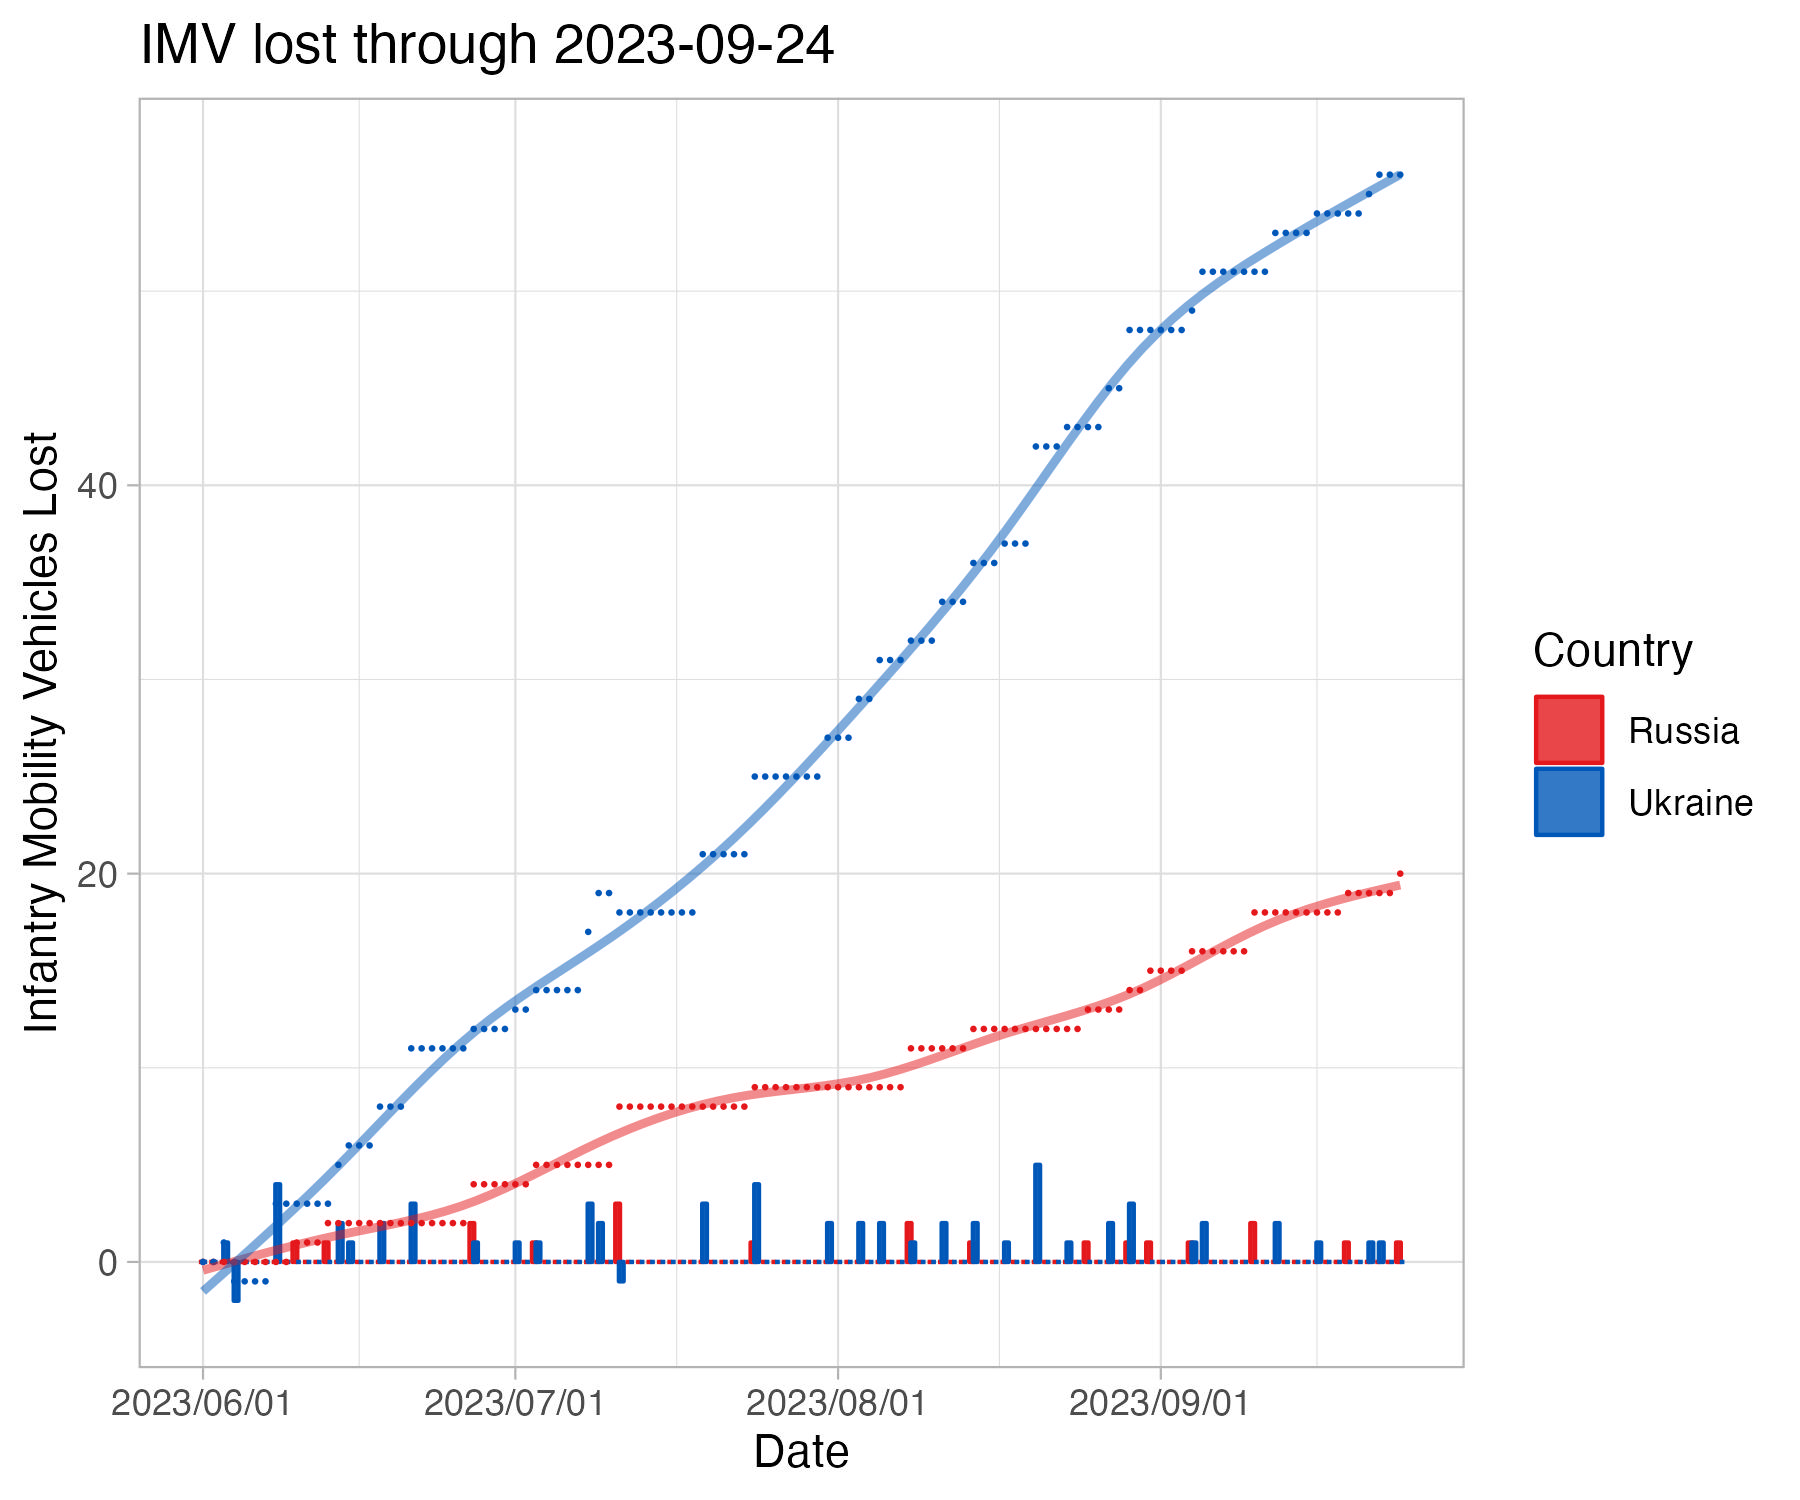 IMV lost through 2023-09-24
Infantry Mobility Vehicles Lost
40
20
0
2023/06/01 2023/07/01 2023/08/01 2023/09/01
Date
Country
Russia
Ukraine